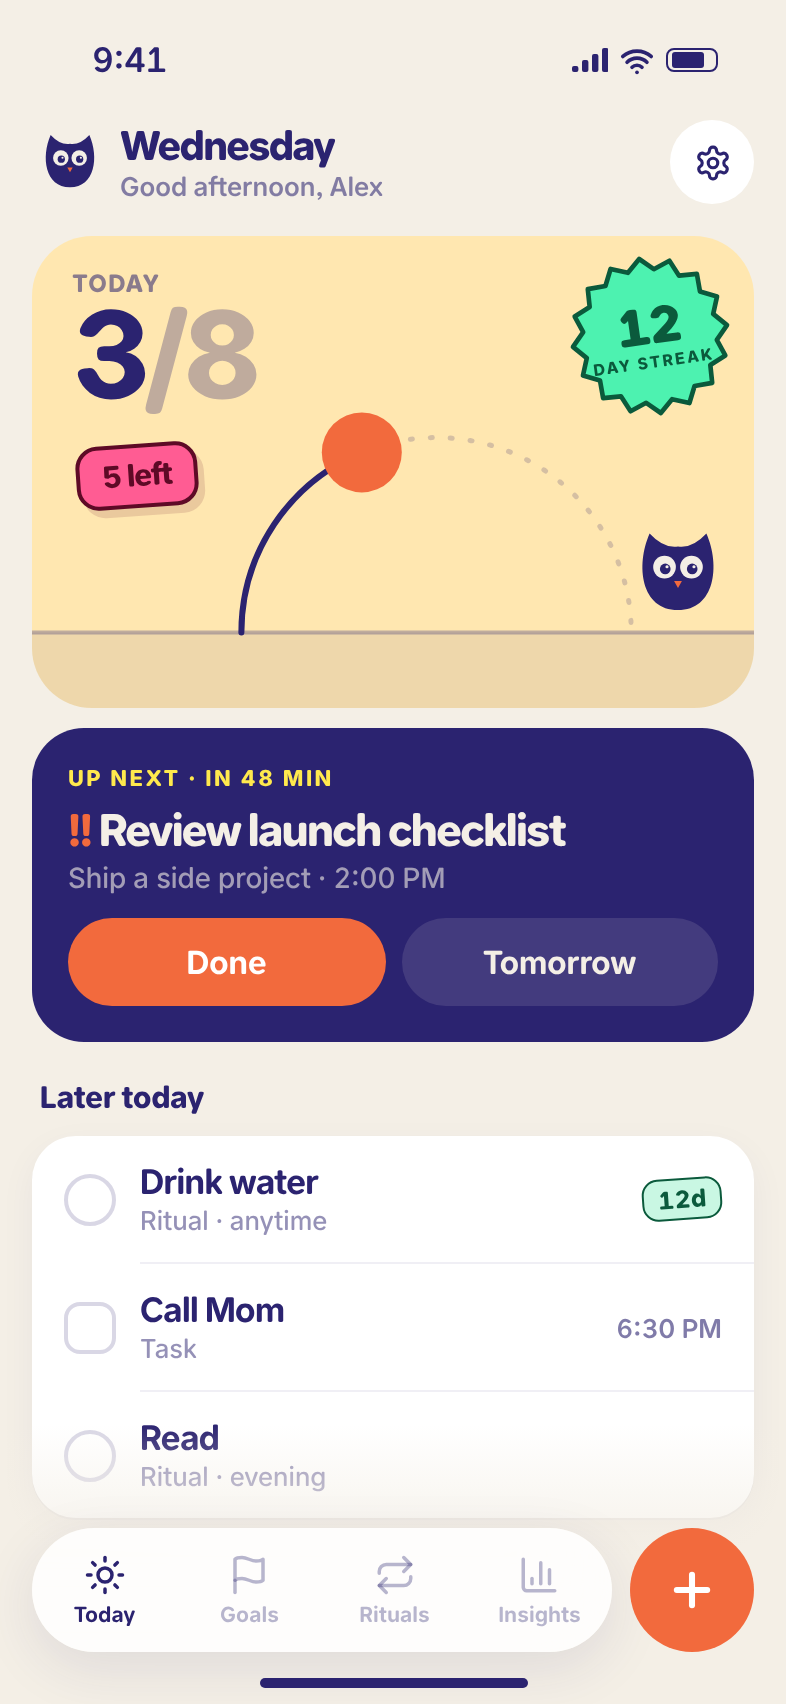 9:41
Wednesday
Good afternoon, Alex
TODAY
3/8
12
DAY STREAK
5 left
UP NEXT · IN 48 MIN
!! Review launch checklist
Ship a side project · 2:00 PM
Done
Tomorrow
Later today
Drink water
Ritual · anytime
12d
Call Mom
Task
6:30 PM
Read
Ritual · evening
Today
Goals
Rituals
Insights